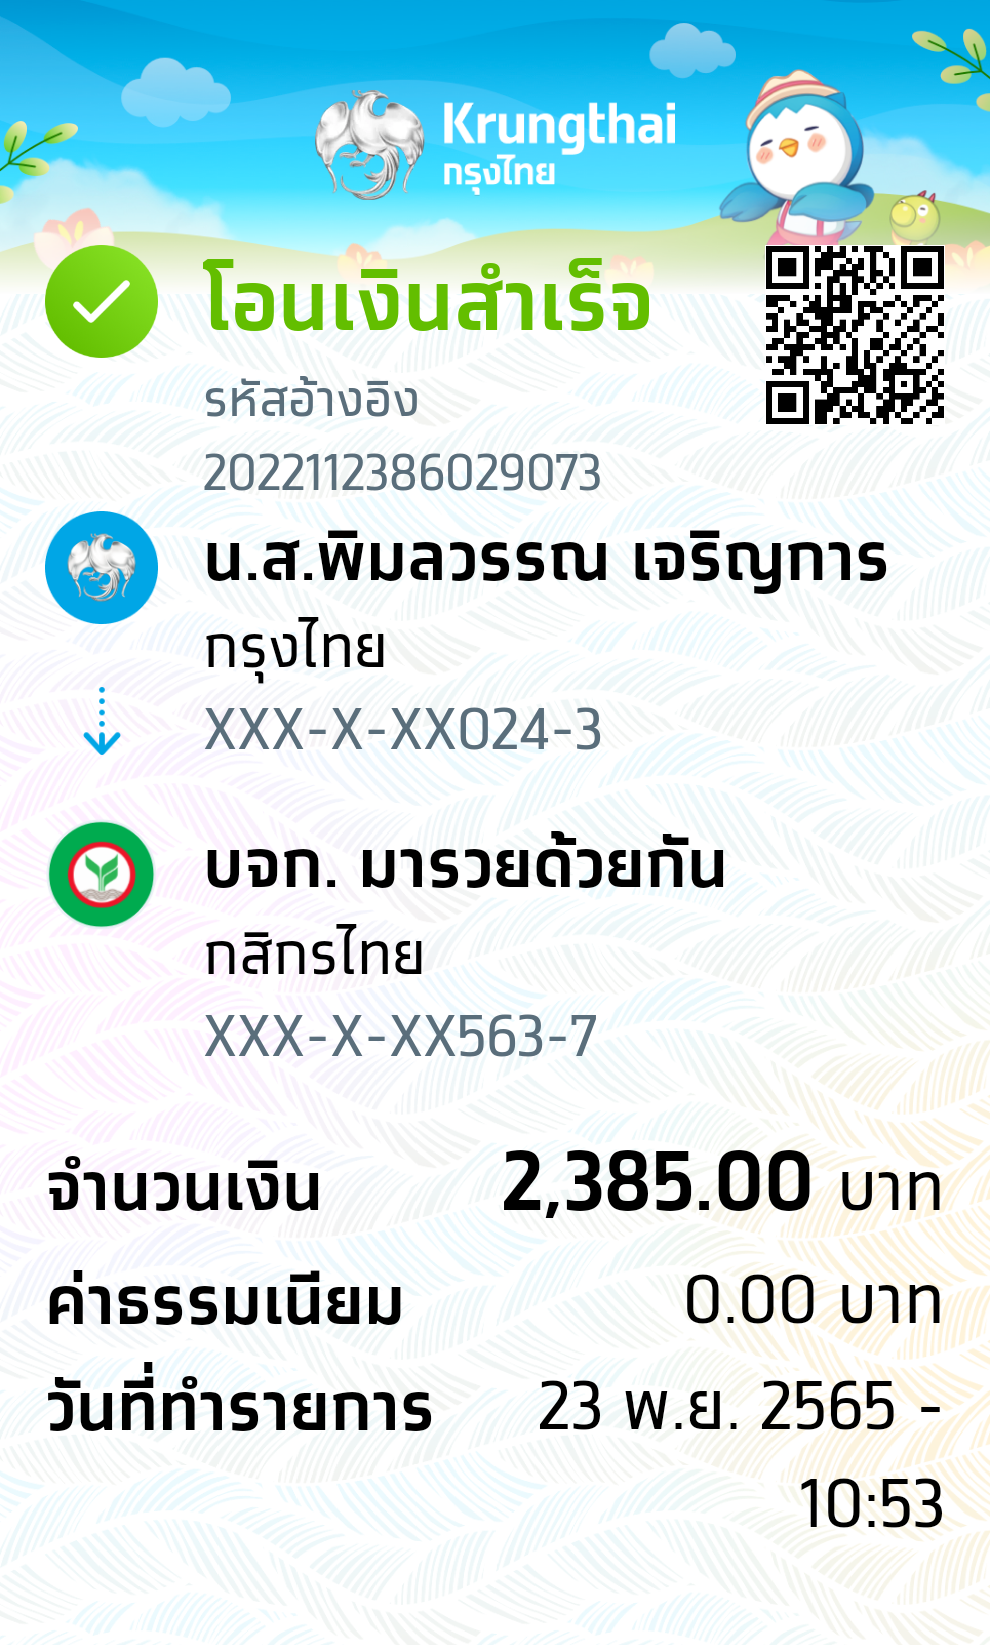 Krungthai
กรุงไทย
โอนเงินสำเร็จ
รหัสอ้างอิง
2022112386029073
น.ส.พิมลวรรณ เจริญการ
กรุงไทย
XXX-X-XX024-3
บจก. มารวยด้วยกัน
กสิกรไทย
XXX-X-XX563-7
จำนวนเงิน 2,385.00 บาท
ค่าธรรมเนียม 0.00 บาท
วันที่ทำรายการ 23 พ.ย. 2565 -
10:53